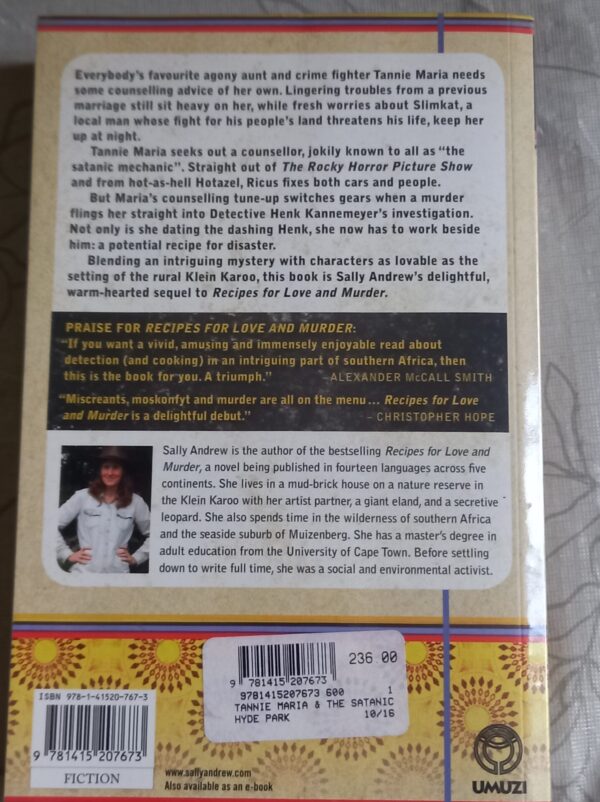 Everybody's favourite agony aunt and crime fighter Tannie Maria needs
some counselling advice of her own. Lingering troubles from a previous
marriage still sit heavy on her, while fresh worries about Slimkat, a
local man whose fight for his people's land threatens his life, keep her
up at night.
Tannie Maria seeks out a counsellor, jokily known to all as "the
satanic mechanic". Straight out of The Rocky Horror Picture Show
and from hot-as-hell Hotazel, Ricus fixes both cars and people.
But Maria's counselling tune-up switches gears when a murder
flings her straight into Detective Henk Kannemeyer's investigation.
Not only is she dating the dashing Henk, she now has to work beside
him: a potential recipe for disaster.
Blending an intriguing mystery with characters as lovable as the
setting of the rural Klein Karoo, this book is Sally Andrew's delightful,
warm-hearted sequel to Recipes for Love and Murder.
PRAISE FOR RECIPES FOR LOVE AND MURDER:
"If you want a vivid, amusing and immensely enjoyable read about
detection (and cooking) in an intriguing part of southern Africa, then
this is the book for you. A triumph." – ALEXANDER McCALL SMITH
"Miscreants, moskonfyt and murder are all on the menu ... Recipes for Love
and Murder is a delightful debut." – CHRISTOPHER HOPE
Sally Andrew is the author of the bestselling Recipes for Love and
Murder, a novel being published in fourteen languages across five
continents. She lives in a mud-brick house on a nature reserve in
the Klein Karoo with her artist partner, a giant eland, and a secretive
leopard. She also spends time in the wilderness of southern Africa
and the seaside suburb of Muizenberg. She has a master's degree in
adult education from the University of Cape Town. Before settling
down to write full time, she was a social and environmental activist.
236 00
9 781415 207673
9781415207673 600 1
TANNIE MARIA & THE SATANIC
HYDE PARK 10/16
ISBN 978-1-41520-767-3
9 781415 207673
FICTION
www.sallyandrew.com
Also available as an e-book
UMUZI